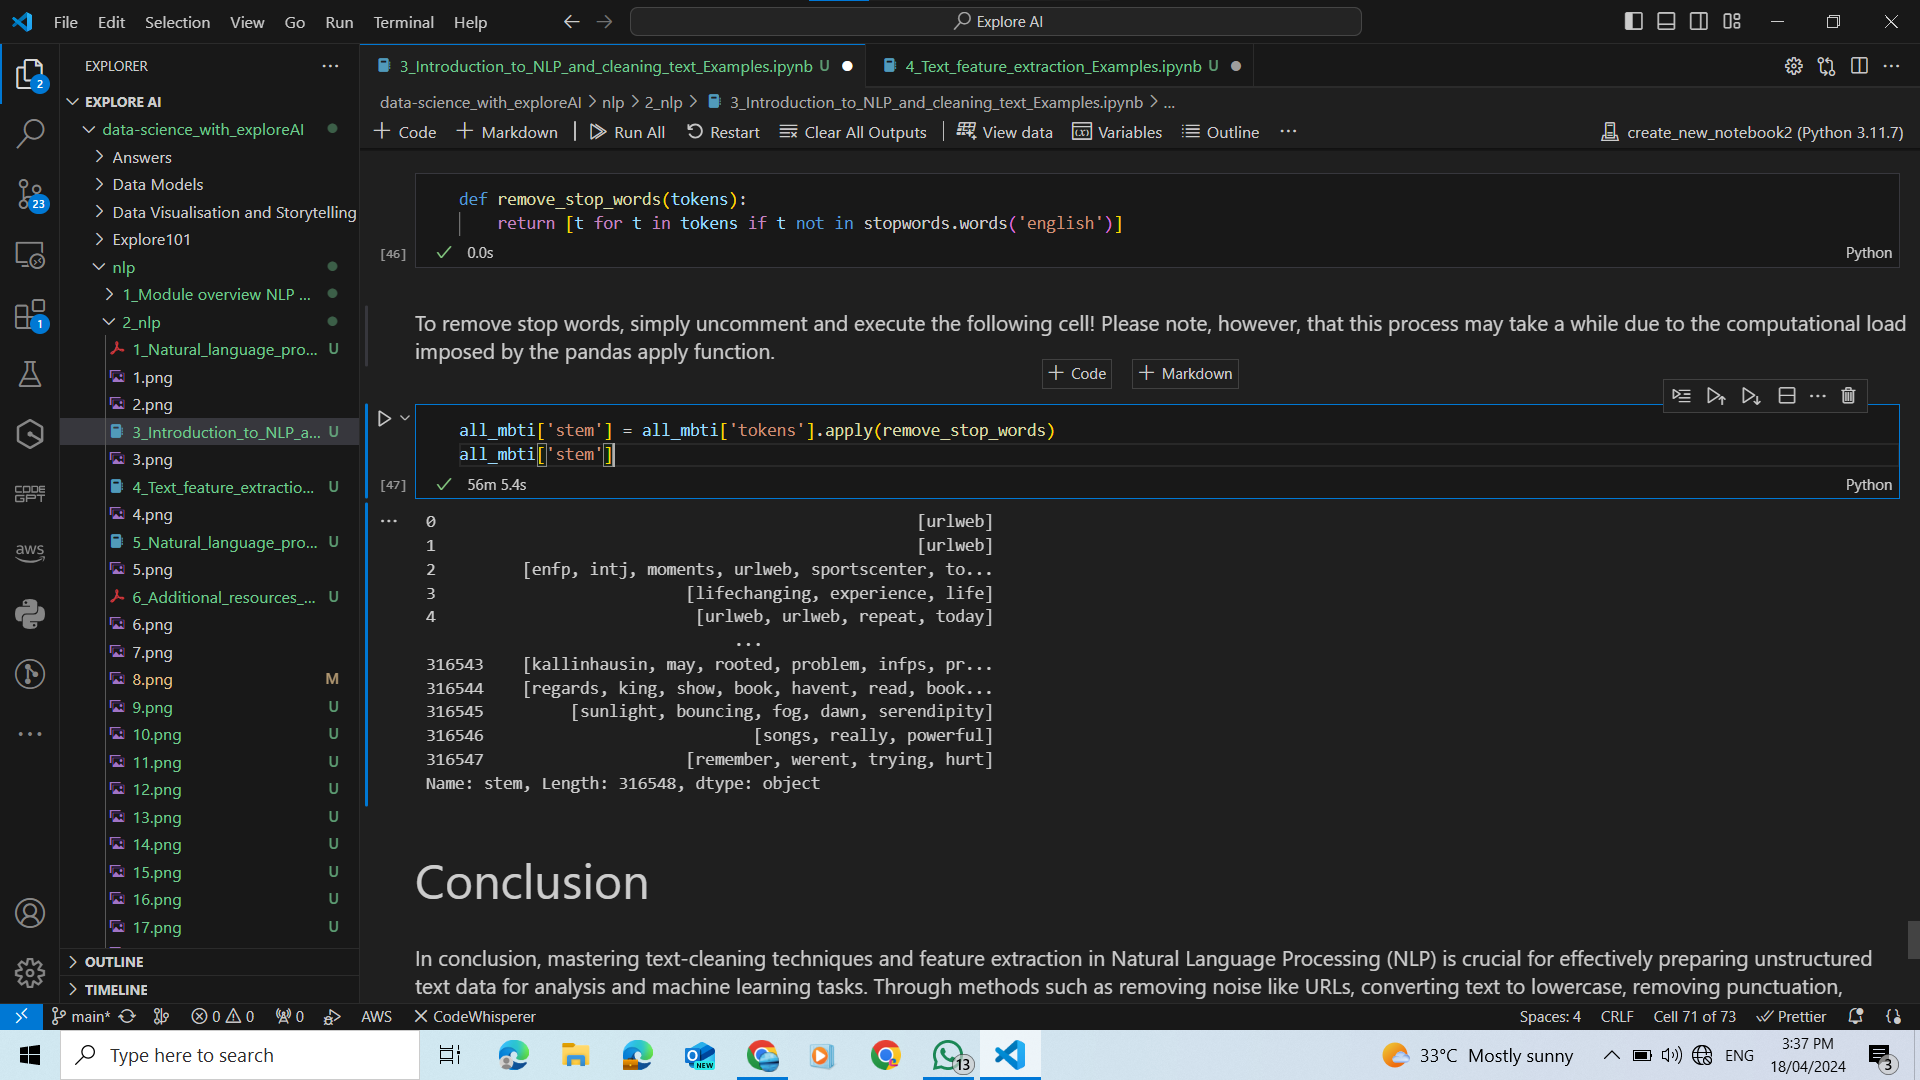 File Edit Selection View Go Run Terminal Help
Explore AI
EXPLORER
EXPLORE AI
data-science_with_exploreAI
Answers
Data Models
Data Visualisation and Storytelling
Explore101
nlp
1_Module overview NLP ...
2_nlp
1_Natural_language_pro... U
1.png
2.png
3_Introduction_to_NLP_a... U
3.png
4_Text_feature_extractio... U
4.png
5_Natural_language_pro... U
5.png
6_Additional_resources_... U
6.png
7.png
8.png M
9.png U
10.png U
11.png U
12.png U
13.png U
14.png U
15.png U
16.png U
17.png U
OUTLINE
TIMELINE
2
23
1
CODE
GPT
aws
3_Introduction_to_NLP_and_cleaning_text_Examples.ipynb U
4_Text_feature_extraction_Examples.ipynb U
data-science_with_exploreAI > nlp > 2_nlp > 3_Introduction_to_NLP_and_cleaning_text_Examples.ipynb > ...
+ Code + Markdown | Run All Restart Clear All Outputs | View data Variables Outline ...
create_new_notebook2 (Python 3.11.7)
def remove_stop_words(tokens):
return [t for t in tokens if t not in stopwords.words('english')]
[46] 0.0s Python
To remove stop words, simply uncomment and execute the following cell! Please note, however, that this process may take a while due to the computational load
imposed by the pandas apply function.
+ Code + Markdown
all_mbti['stem'] = all_mbti['tokens'].apply(remove_stop_words)
all_mbti['stem']
[47] 56m 5.4s Python
0 [urlweb]
1 [urlweb]
2 [enfp, intj, moments, urlweb, sportscenter, to...
3 [lifechanging, experience, life]
4 [urlweb, urlweb, repeat, today]
...
316543 [kallinhausin, may, rooted, problem, infps, pr...
316544 [regards, king, show, book, havent, read, book...
316545 [sunlight, bouncing, fog, dawn, serendipity]
316546 [songs, really, powerful]
316547 [remember, werent, trying, hurt]
Name: stem, Length: 316548, dtype: object
Conclusion
In conclusion, mastering text-cleaning techniques and feature extraction in Natural Language Processing (NLP) is crucial for effectively preparing unstructured
text data for analysis and machine learning tasks. Through methods such as removing noise like URLs, converting text to lowercase, removing punctuation,
main* 0 0 0 AWS CodeWhisperer
Spaces: 4 CRLF Cell 71 of 73 Prettier
Type here to search
NEW
13
33°C Mostly sunny
ENG
3:37 PM
18/04/2024
3